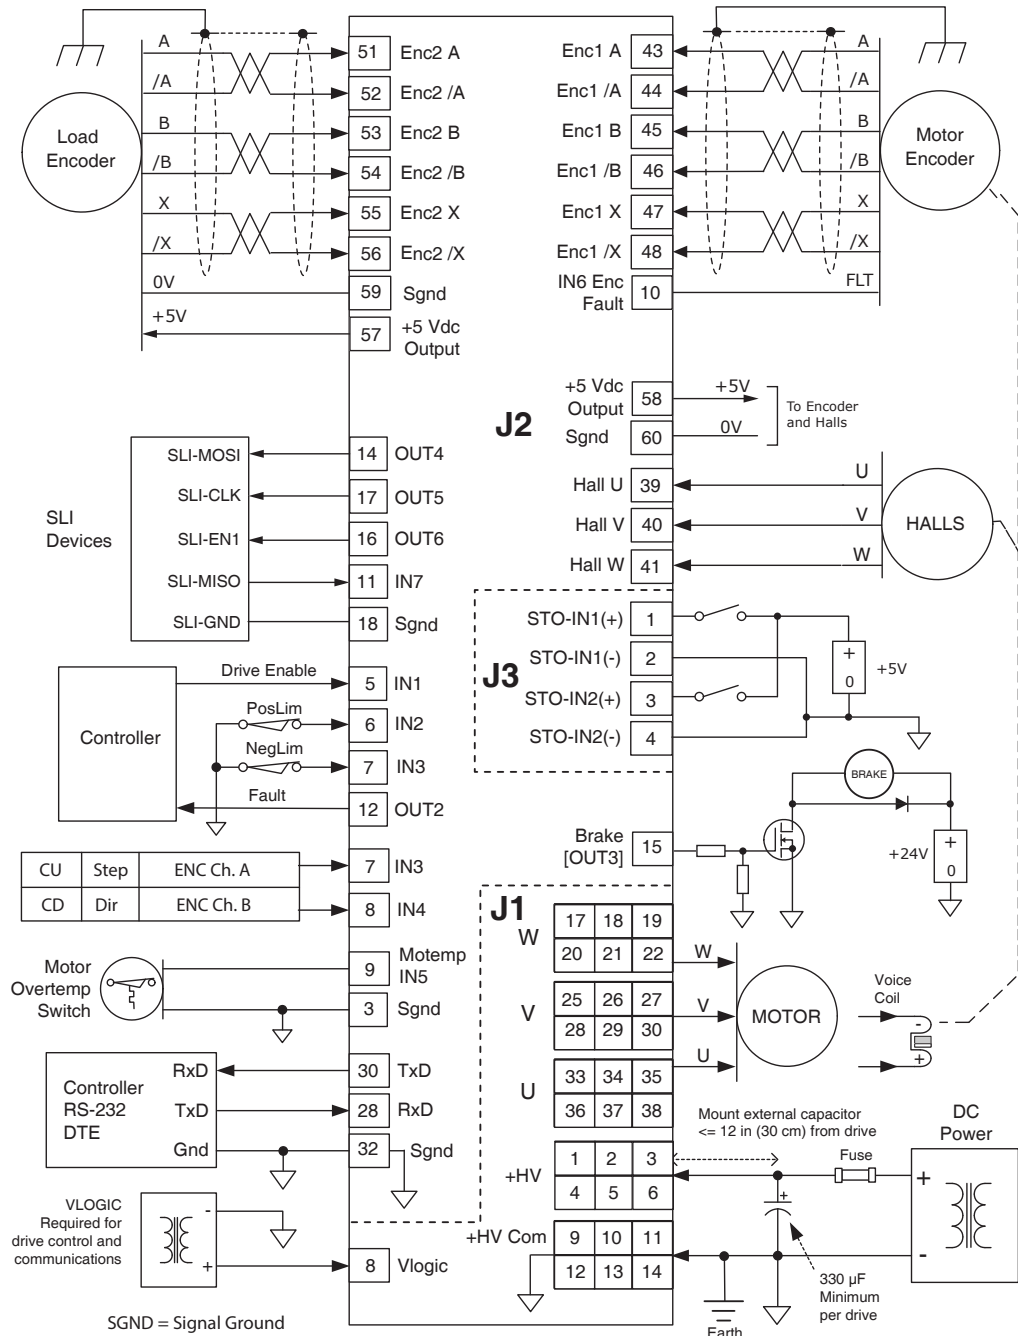 A
/A
B
/B
X
/X
0V
+5V
Load
Encoder
51 Enc2 A
52 Enc2 /A
53 Enc2 B
54 Enc2 /B
55 Enc2 X
56 Enc2 /X
59 Sgnd
57 +5 Vdc
Output
Enc1 A 43
Enc1 /A 44
Enc1 B 45
Enc1 /B 46
Enc1 X 47
Enc1 /X 48
IN6 Enc
Fault 10
A
/A
B
/B
X
/X
FLT
Motor
Encoder
J2
+5 Vdc
Output 58 +5V
Sgnd 60 0V
To Encoder
and Halls
Hall U 39 U
Hall V 40 V
Hall W 41 W
HALLS
SLI
Devices
SLI-MOSI 14 OUT4
SLI-CLK 17 OUT5
SLI-EN1 16 OUT6
SLI-MISO 11 IN7
SLI-GND 18 Sgnd
J3
STO-IN1(+) 1
STO-IN1(-) 2
STO-IN2(+) 3
STO-IN2(-) 4
+
0
+5V
Controller
Drive Enable 5 IN1
PosLim 6 IN2
NegLim 7 IN3
Fault 12 OUT2
Brake
[OUT3] 15
BRAKE
+24V
+
0
CU Step ENC Ch. A 7 IN3
CD Dir ENC Ch. B 8 IN4
Motor
Overtemp
Switch
9 Motemp
IN5
3 Sgnd
J1
W
17 18 19
20 21 22
V
25 26 27
28 29 30
U
33 34 35
36 37 38
W
V
U
MOTOR
Voice
Coil
-
+
Controller
RS-232
DTE
RxD 30 TxD
TxD 28 RxD
Gnd 32 Sgnd
+HV
1 2 3
4 5 6
+HV Com
9 10 11
12 13 14
Mount external capacitor
<= 12 in (30 cm) from drive
Fuse
DC
Power
+
-
+
330 µF
Minimum
per drive
Earth
VLOGIC
Required for
drive control and
communications
-
+
8 Vlogic
SGND = Signal Ground